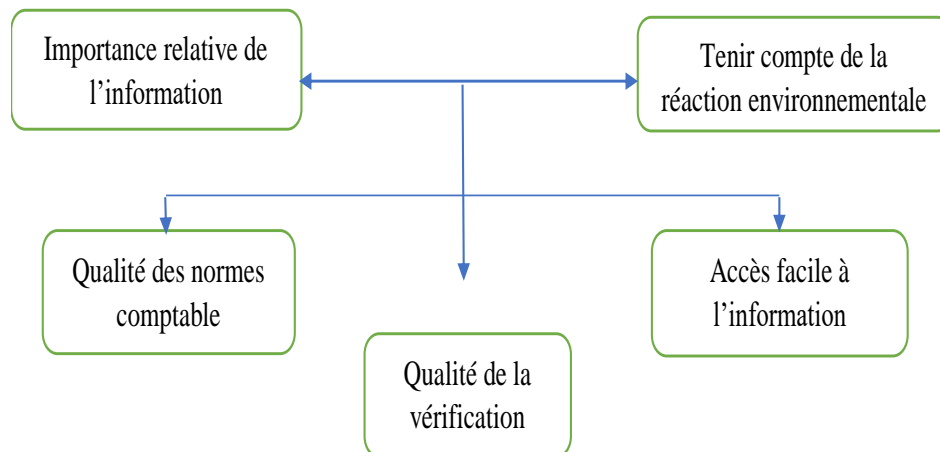 Importance relative de
l’information
Tenir compte de la
réaction environnementale
Qualité des normes
comptable
Accès facile à
l’information
Qualité de la
vérification